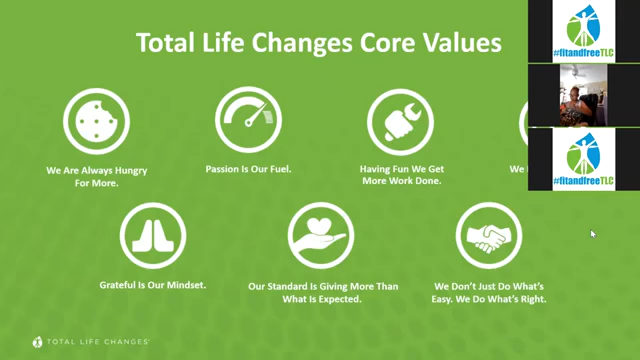 Total Life Changes Core Values
#fitandfreeTLC
We Are Always Hungry
For More.
Passion Is Our Fuel.
Having Fun We Get
More Work Done.
We
#fitandfreeTLC
Grateful Is Our Mindset.
Our Standard Is Giving More Than
What Is Expected.
We Don't Just Do What's
Easy. We Do What's Right.
TOTAL LIFE CHANGES